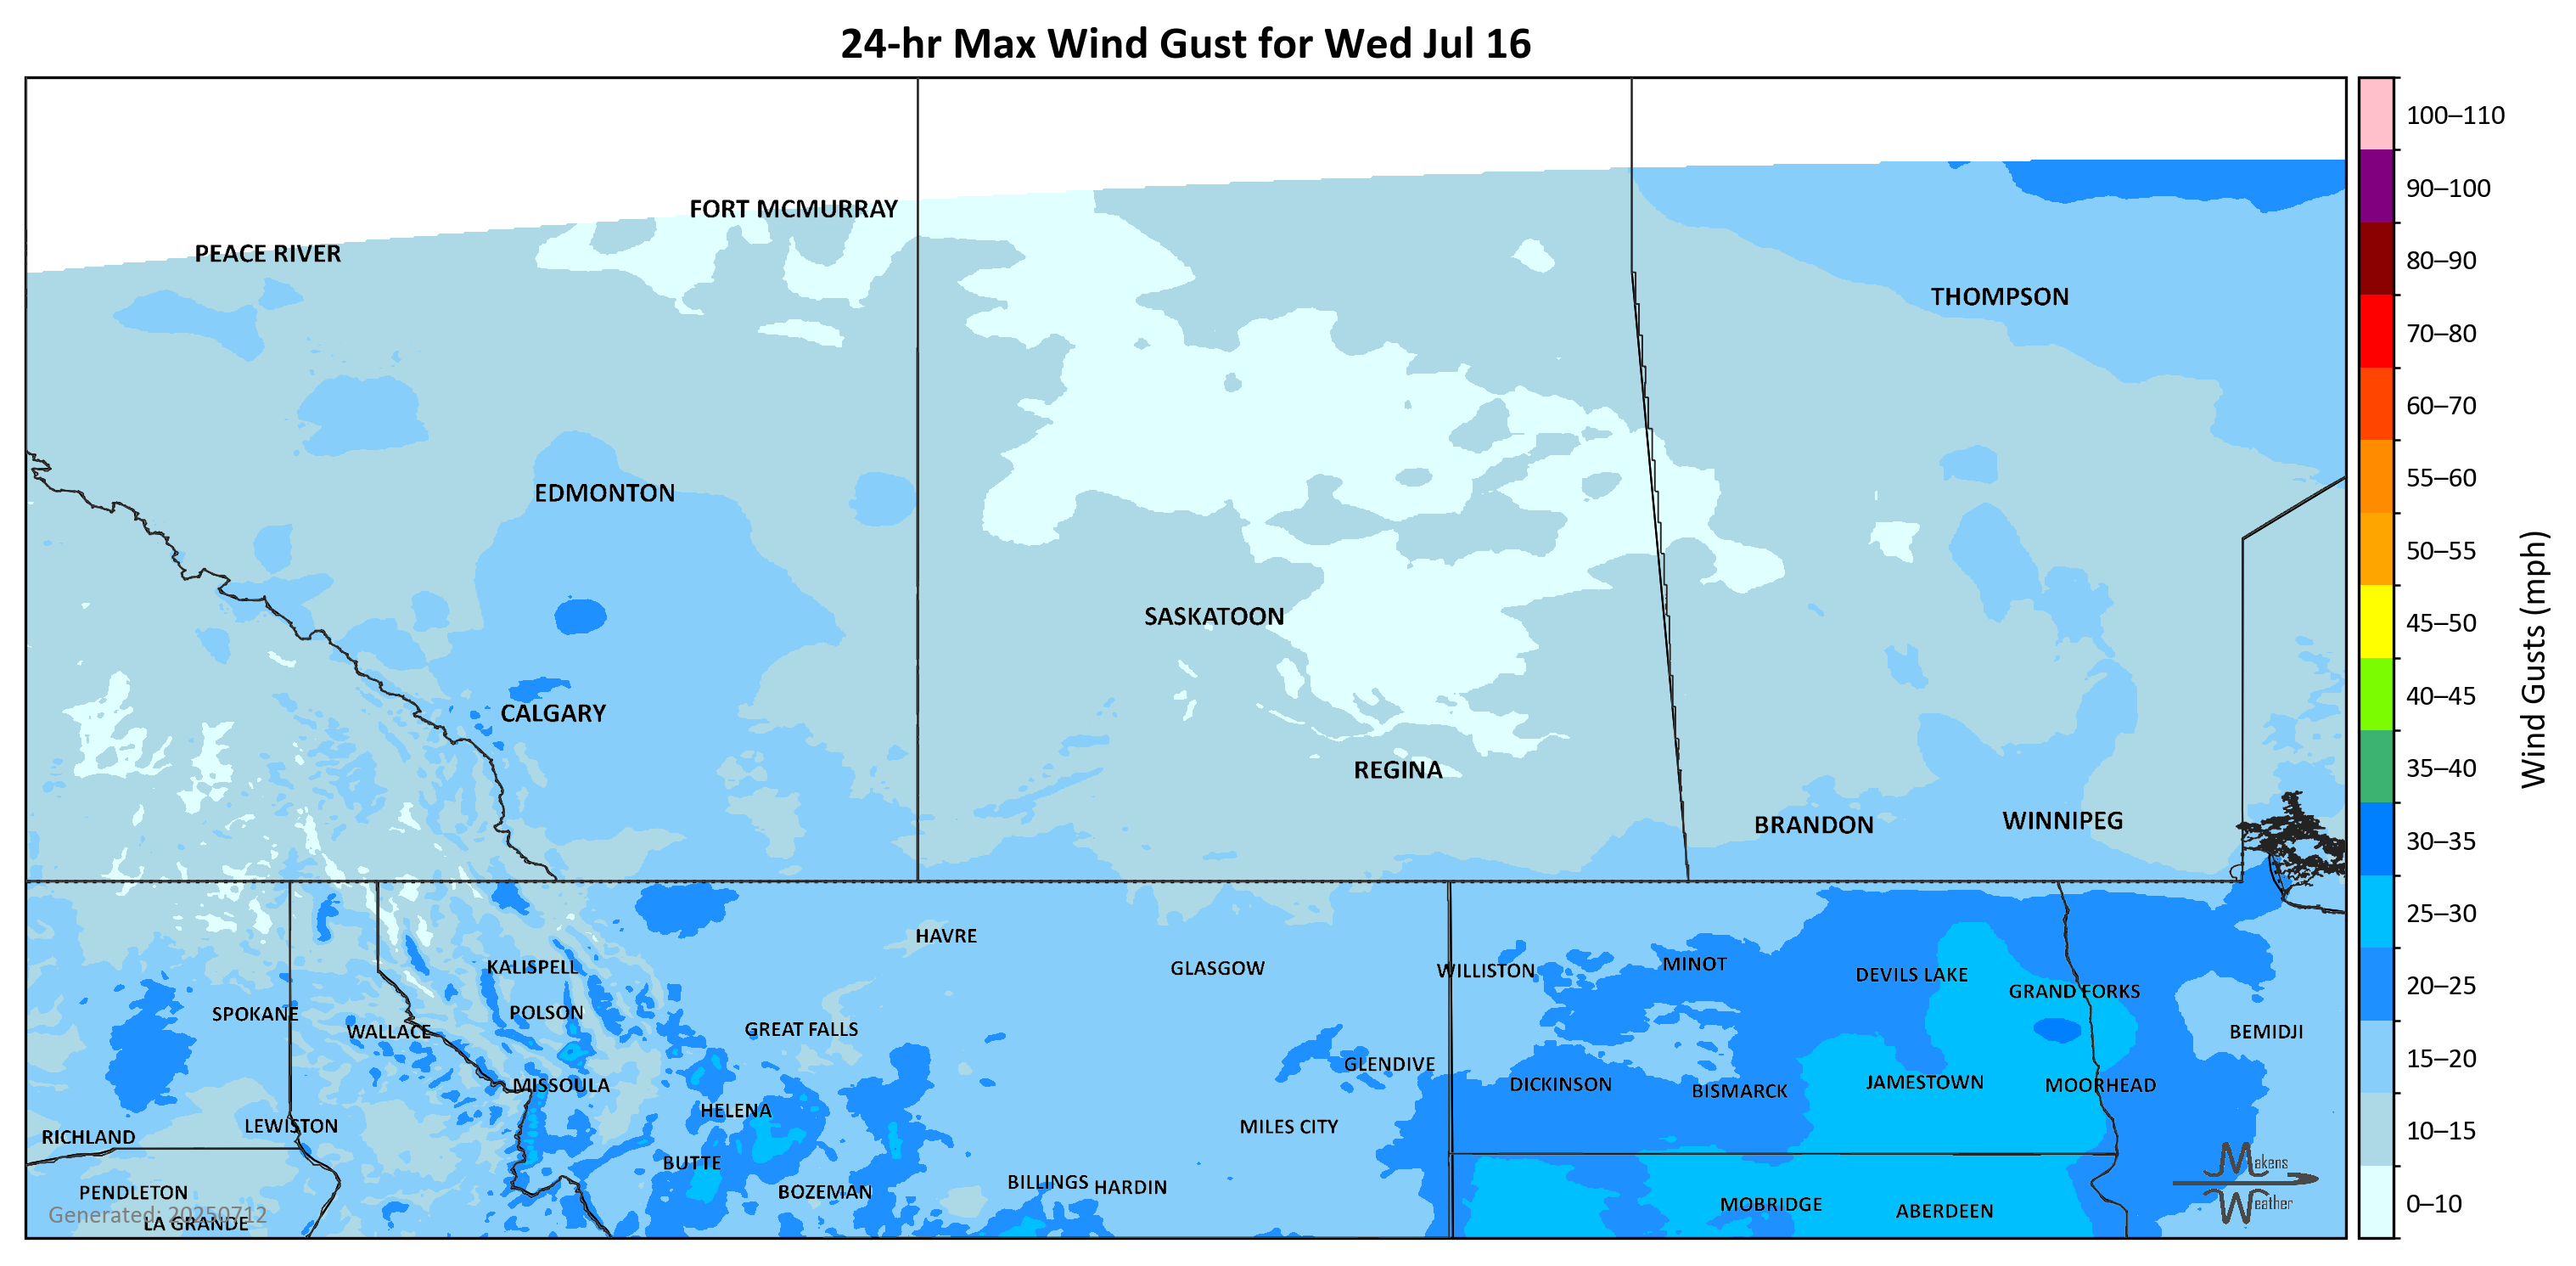 24-hr Max Wind Gust for Wed Jul 16
100–110
90–100
80–90
70–80
60–70
55–60
50–55
45–50
40–45
35–40
30–35
25–30
20–25
15–20
10–15
0–10
Wind Gusts (mph)
FORT MCMURRAY
PEACE RIVER
THOMPSON
EDMONTON
SASKATOON
CALGARY
REGINA
BRANDON
WINNIPEG
HAVRE
KALISPELL
GLASGOW
WILLISTON
MINOT
DEVILS LAKE
GRAND FORKS
SPOKANE
POLSON
WALLACE
GREAT FALLS
BEMIDJI
GLENDIVE
MISSOULA
DICKINSON
BISMARCK
JAMESTOWN
MOORHEAD
HELENA
LEWISTON
MILES CITY
RICHLAND
BUTTE
PENDLETON
BOZEMAN
BILLINGS
HARDIN
MOBRIDGE
ABERDEEN
Generated: 20250712
LA GRANDE
Makens
Weather